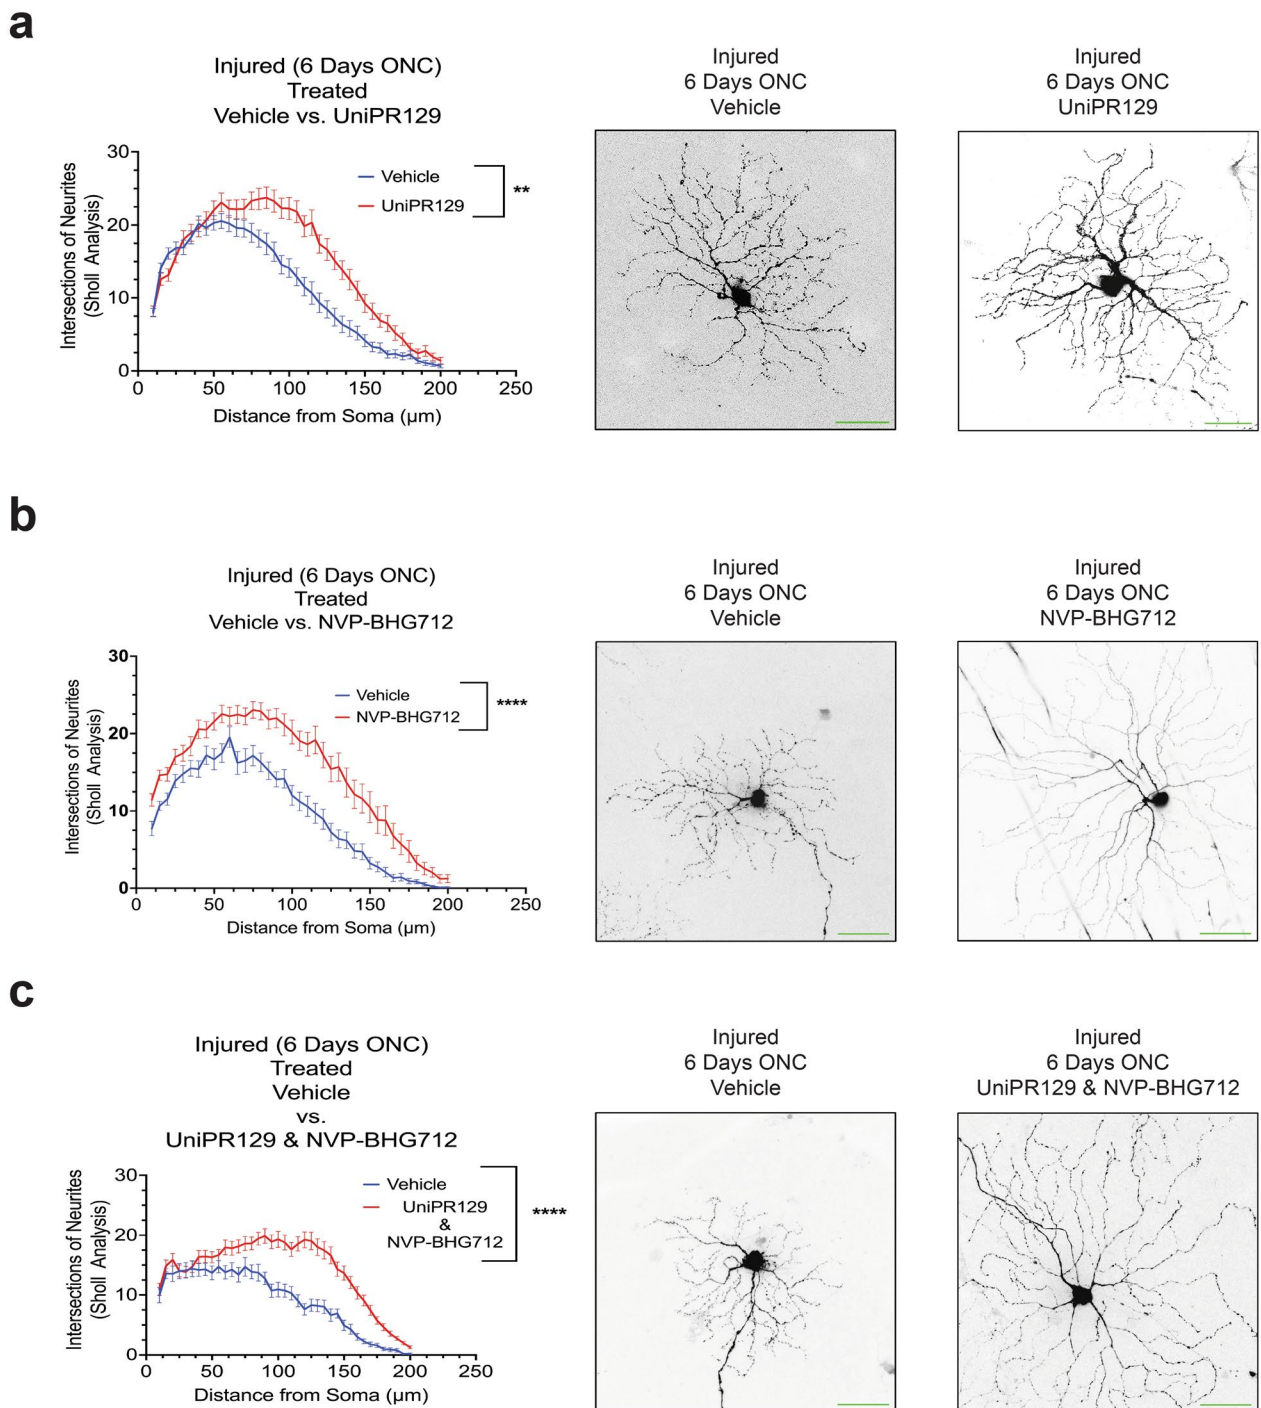 a
Injured (6 Days ONC)
Treated
Vehicle vs. UniPR129
Intersections of Neurites
(Sholl Analysis)
30
20
10
0
Vehicle
UniPR129
**
0 50 100 150 200 250
Distance from Soma (µm)
Injured
6 Days ONC
Vehicle
Injured
6 Days ONC
UniPR129
b
Injured (6 Days ONC)
Treated
Vehicle vs. NVP-BHG712
Intersections of Neurites
(Sholl Analysis)
30
20
10
0
Vehicle
NVP-BHG712
****
0 50 100 150 200 250
Distance from Soma (µm)
Injured
6 Days ONC
Vehicle
Injured
6 Days ONC
NVP-BHG712
c
Injured (6 Days ONC)
Treated
Vehicle
vs.
UniPR129 & NVP-BHG712
Intersections of Neurites
(Sholl Analysis)
30
20
10
0
Vehicle
UniPR129
&
NVP-BHG712
****
0 50 100 150 200 250
Distance from Soma (µm)
Injured
6 Days ONC
Vehicle
Injured
6 Days ONC
UniPR129 & NVP-BHG712